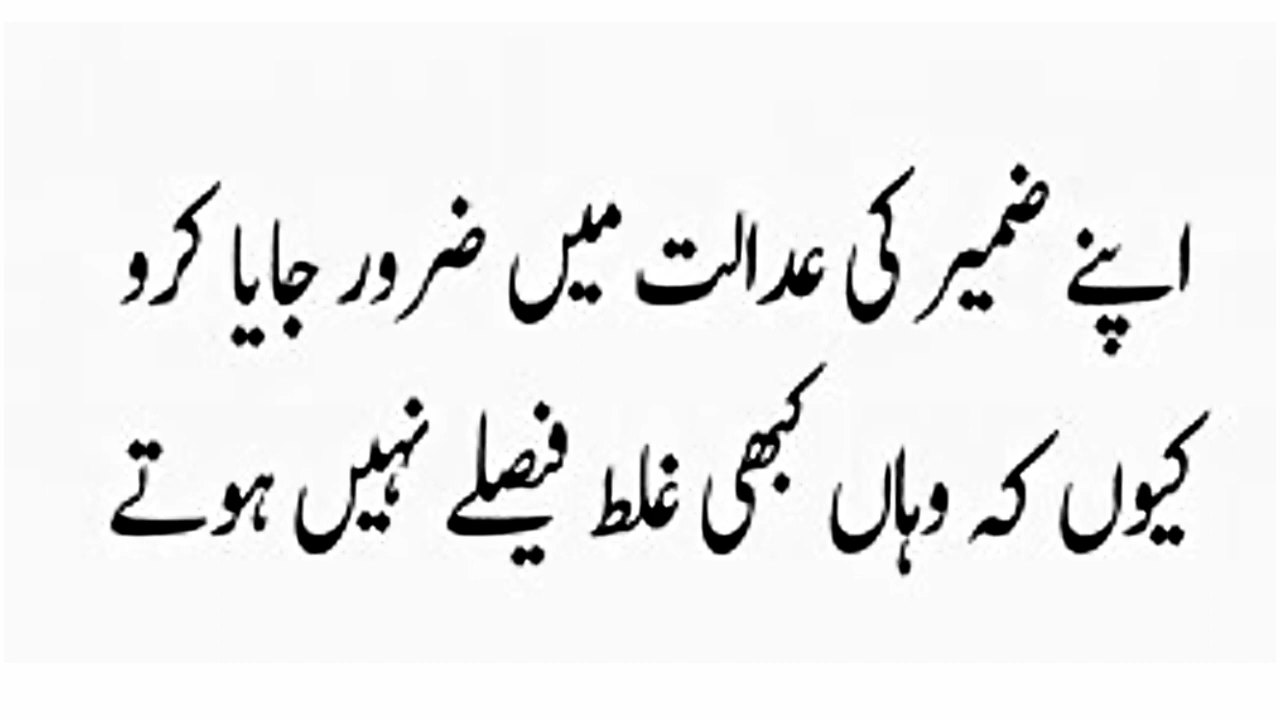 اپنے ضمیر کی عدالت میں ضرور جایا کرو
کیوں کہ وہاں کبھی غلط فیصلے نہیں ہوتے